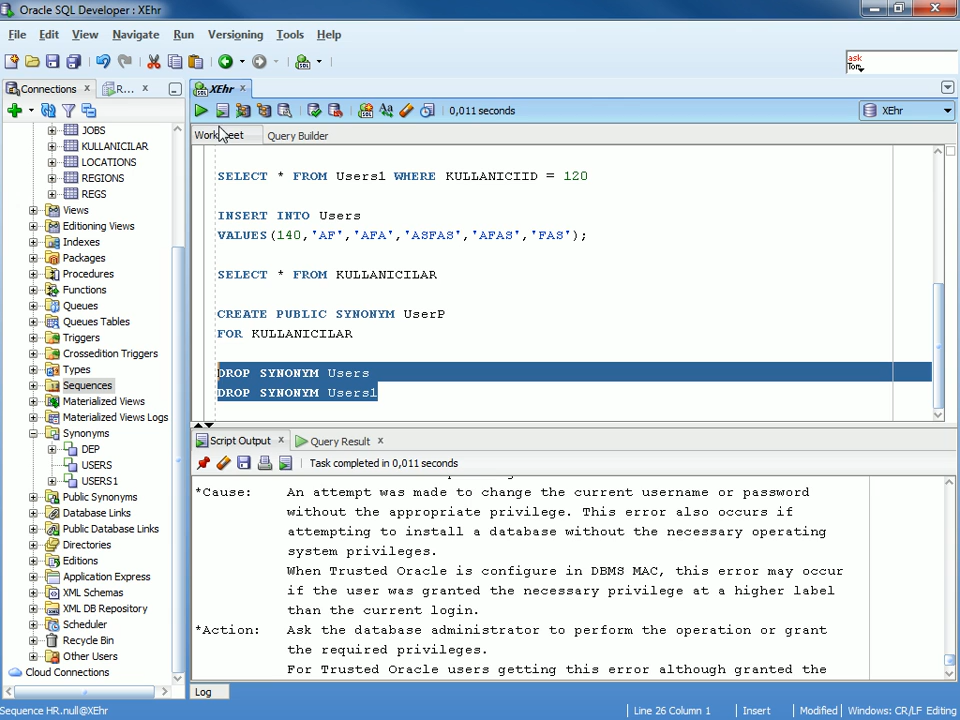 Oracle SQL Developer : XEhr
File Edit View Navigate Run Versioning Tools Help
ask
Tom
Connections R...
XEhr
0,011 seconds
XEhr
Worksheet Query Builder
JOBS
KULLANICILAR
LOCATIONS
REGIONS
REGS
Views
Editioning Views
Indexes
Packages
Procedures
Functions
Queues
Queues Tables
Triggers
Crossedition Triggers
Types
Sequences
Materialized Views
Materialized Views Logs
Synonyms
DEP
USERS
USERS1
Public Synonyms
Database Links
Public Database Links
Directories
Editions
Application Express
XML Schemas
XML DB Repository
Scheduler
Recycle Bin
Other Users
Cloud Connections
SELECT * FROM Users1 WHERE KULLANICIID = 120
INSERT INTO Users
VALUES(140,'AF','AFA','ASFAS','AFAS','FAS');
SELECT * FROM KULLANICILAR
CREATE PUBLIC SYNONYM UserP
FOR KULLANICILAR
DROP SYNONYM Users
DROP SYNONYM Users1
Script Output Query Result
Task completed in 0,011 seconds
*Cause: An attempt was made to change the current username or password
without the appropriate privilege. This error also occurs if
attempting to install a database without the necessary operating
system privileges.
When Trusted Oracle is configure in DBMS MAC, this error may occur
if the user was granted the necessary privilege at a higher label
than the current login.
*Action: Ask the database administrator to perform the operation or grant
the required privileges.
For Trusted Oracle users getting this error although granted the
Log
Sequence HR.null@XEhr
Line 26 Column 1 Insert Modified Windows: CR/LF Editing